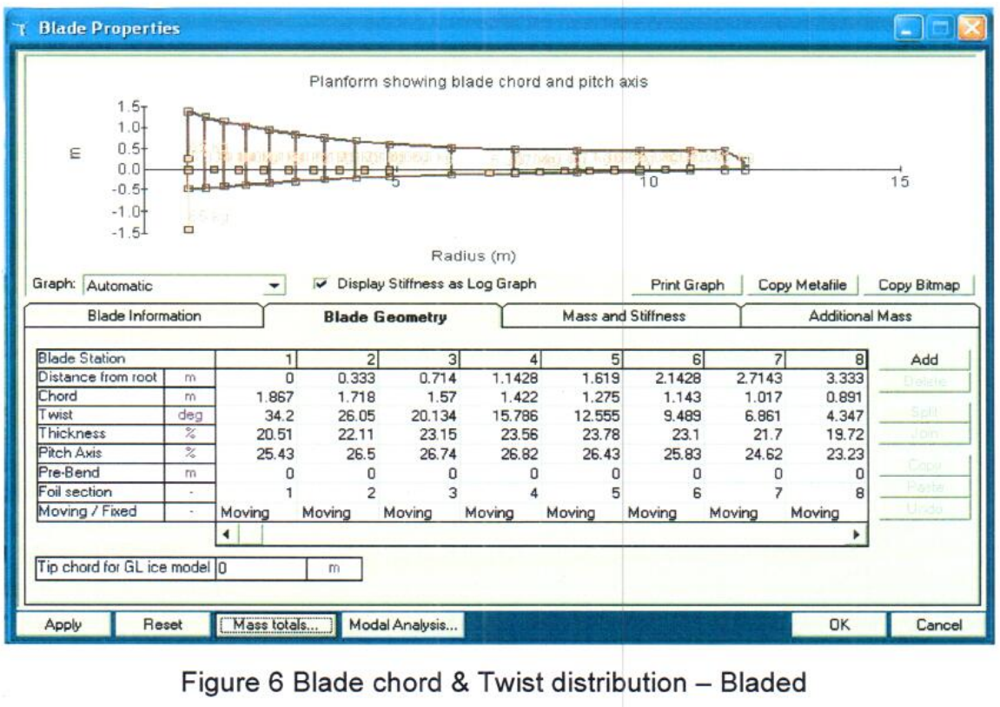 Blade Properties
Planform showing blade chord and pitch axis
1.5
1.0
0.5
0.0
-0.5
-1.0
-1.5
m
5
10
15
Radius (m)
Graph: Automatic Display Stiffness as Log Graph Print Graph Copy Metafile Copy Bitmap
Blade Information Blade Geometry Mass and Stiffness Additional Mass
Blade Station 1 2 3 4 5 6 7 8 Add
Distance from root m 0 0.333 0.714 1.1428 1.619 2.1428 2.7143 3.333 Delete
Chord m 1.867 1.718 1.57 1.422 1.275 1.143 1.017 0.891
Twist deg 34.2 26.05 20.134 15.786 12.555 9.489 6.861 4.347 Split
Thickness % 20.51 22.11 23.15 23.56 23.78 23.1 21.7 19.72 Join
Pitch Axis % 25.43 26.5 26.74 26.82 26.43 25.83 24.62 23.23
Pre-Bend m 0 0 0 0 0 0 0 0 Copy
Foil section - 1 2 3 4 5 6 7 8 Paste
Moving / Fixed - Moving Moving Moving Moving Moving Moving Moving Moving Undo
Tip chord for GL ice model 0 m
Apply Reset Mass totals... Modal Analysis... OK Cancel
Figure 6 Blade chord & Twist distribution – Bladed